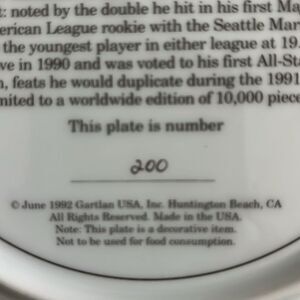 : noted by the double he hit in his first Ma
erican League rookie with the Seattle Mar
the youngest player in either league at 19
ve in 1990 and was voted to his first All-Sta
n, feats he would duplicate during the 1991
mited to a worldwide edition of 10,000 piece
This plate is number
200
© June 1992 Gartlan USA, Inc. Huntington Beach, CA
All Rights Reserved. Made in the USA.
Note: This plate is a decorative item.
Not to be used for food consumption.